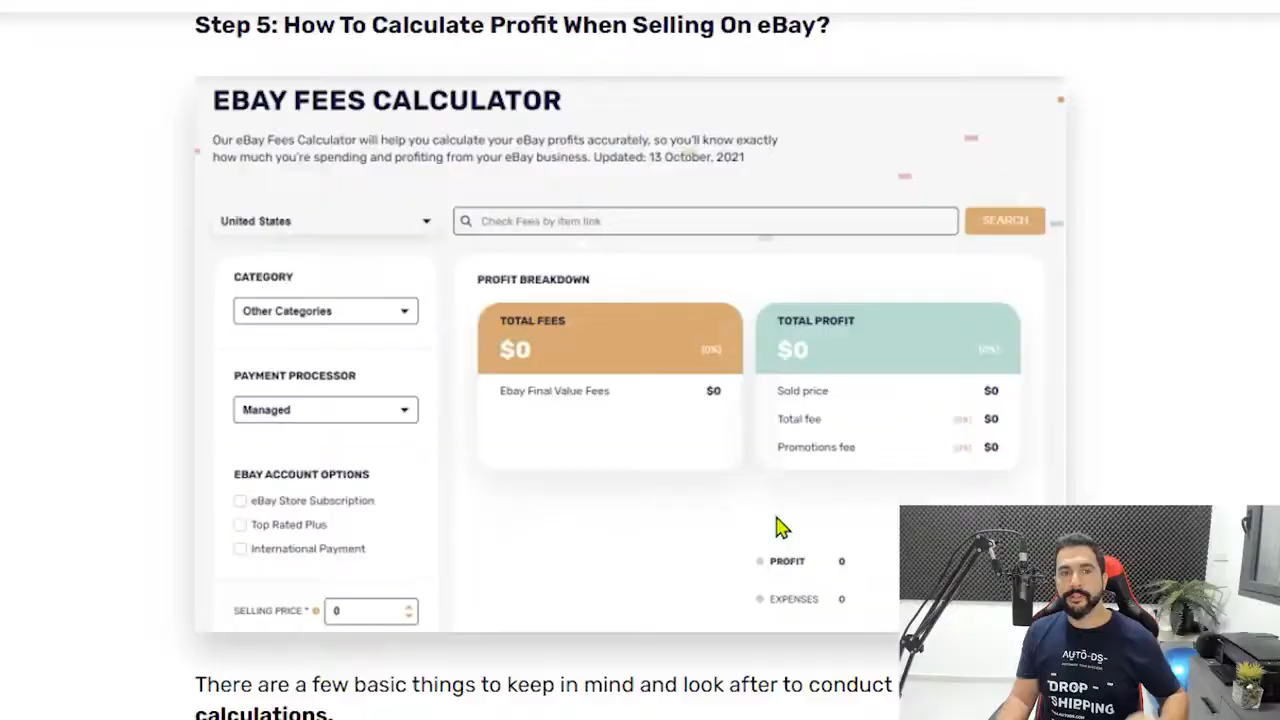 Step 5: How To Calculate Profit When Selling On eBay?
EBAY FEES CALCULATOR
Our eBay Fees Calculator will help you calculate your eBay profits accurately, so you'll know exactly
how much you're spending and profiting from your eBay business. Updated: 13 October, 2021
United States
Check Fees by item link
SEARCH
CATEGORY
Other Categories
PAYMENT PROCESSOR
Managed
EBAY ACCOUNT OPTIONS
eBay Store Subscription
Top Rated Plus
International Payment
SELLING PRICE * 0
PROFIT BREAKDOWN
TOTAL FEES
$0 (0%)
Ebay Final Value Fees $0
TOTAL PROFIT
$0 (0%)
Sold price $0
Total fee (0%) $0
Promotions fee (0%) $0
PROFIT 0
EXPENSES 0
There are a few basic things to keep in mind and look after to conduct
calculations.
AUTO-DS
DROP
SHIPPING